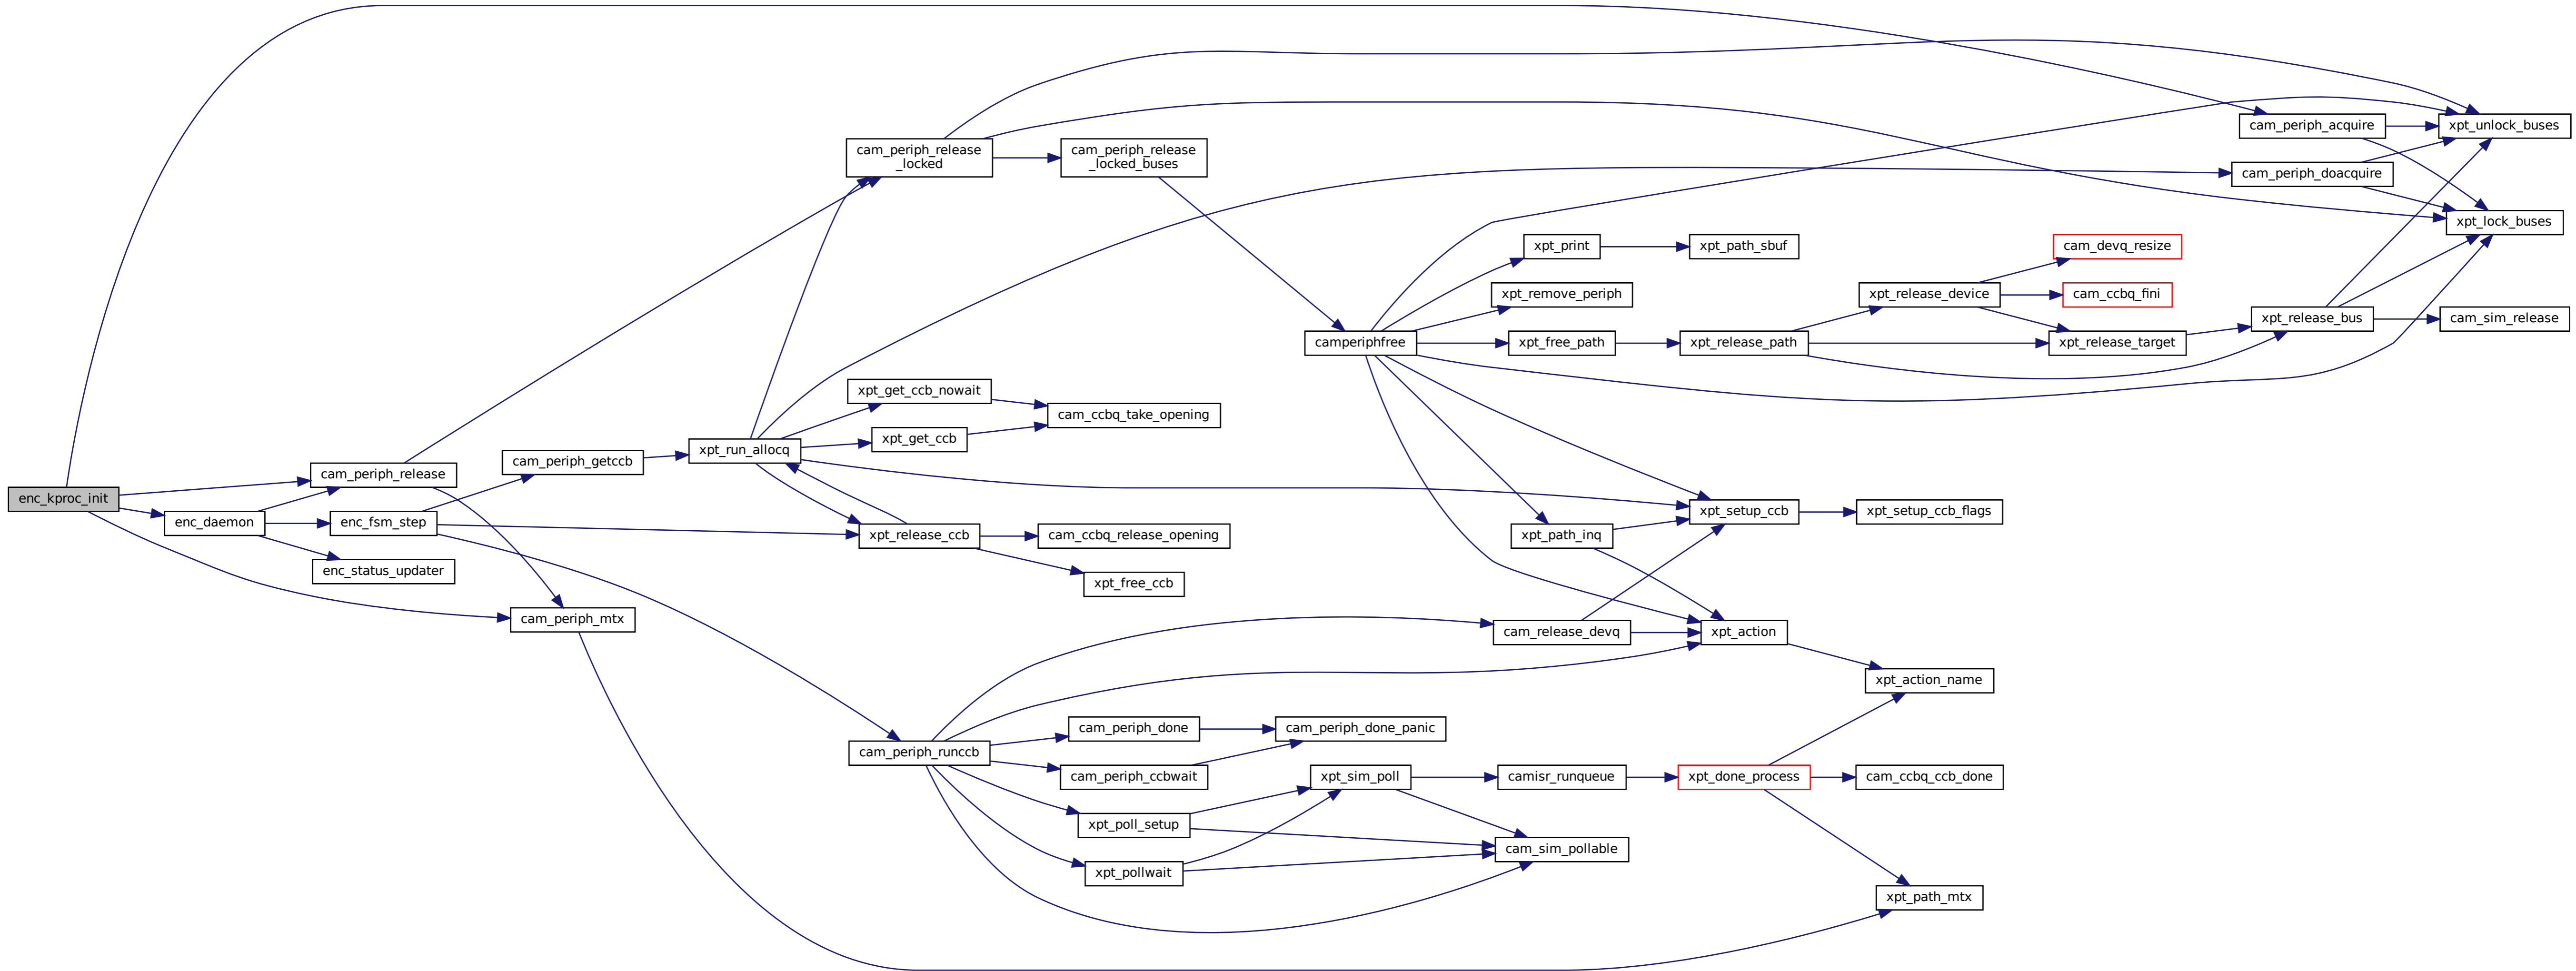 enc_kproc_init
cam_periph_release
enc_daemon
enc_fsm_step
enc_status_updater
cam_periph_getccb
cam_periph_mtx
xpt_run_allocq
cam_periph_release
_locked
xpt_get_ccb_nowait
xpt_get_ccb
xpt_release_ccb
cam_periph_runccb
cam_periph_release
_locked_buses
cam_ccbq_take_opening
cam_ccbq_release_opening
xpt_free_ccb
cam_periph_done
cam_periph_ccbwait
xpt_poll_setup
xpt_pollwait
camperiphfree
cam_periph_done_panic
xpt_sim_poll
xpt_print
xpt_remove_periph
xpt_free_path
xpt_path_inq
cam_release_devq
camisr_runqueue
cam_sim_pollable
xpt_path_sbuf
xpt_release_path
xpt_setup_ccb
xpt_action
xpt_done_process
xpt_release_device
xpt_setup_ccb_flags
xpt_action_name
cam_ccbq_ccb_done
xpt_path_mtx
cam_devq_resize
cam_ccbq_fini
xpt_release_target
cam_periph_acquire
cam_periph_doacquire
xpt_release_bus
xpt_unlock_buses
xpt_lock_buses
cam_sim_release